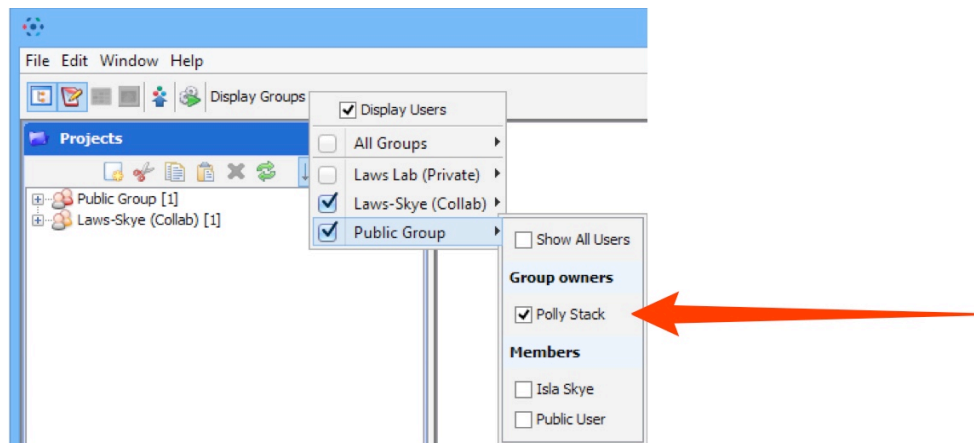 File Edit Window Help
Display Groups
Display Users
Projects
All Groups
Laws Lab (Private)
Laws-Skye (Collab)
Public Group
Public Group [1]
Laws-Skye (Collab) [1]
Show All Users
Group owners
Polly Stack
Members
Isla Skye
Public User